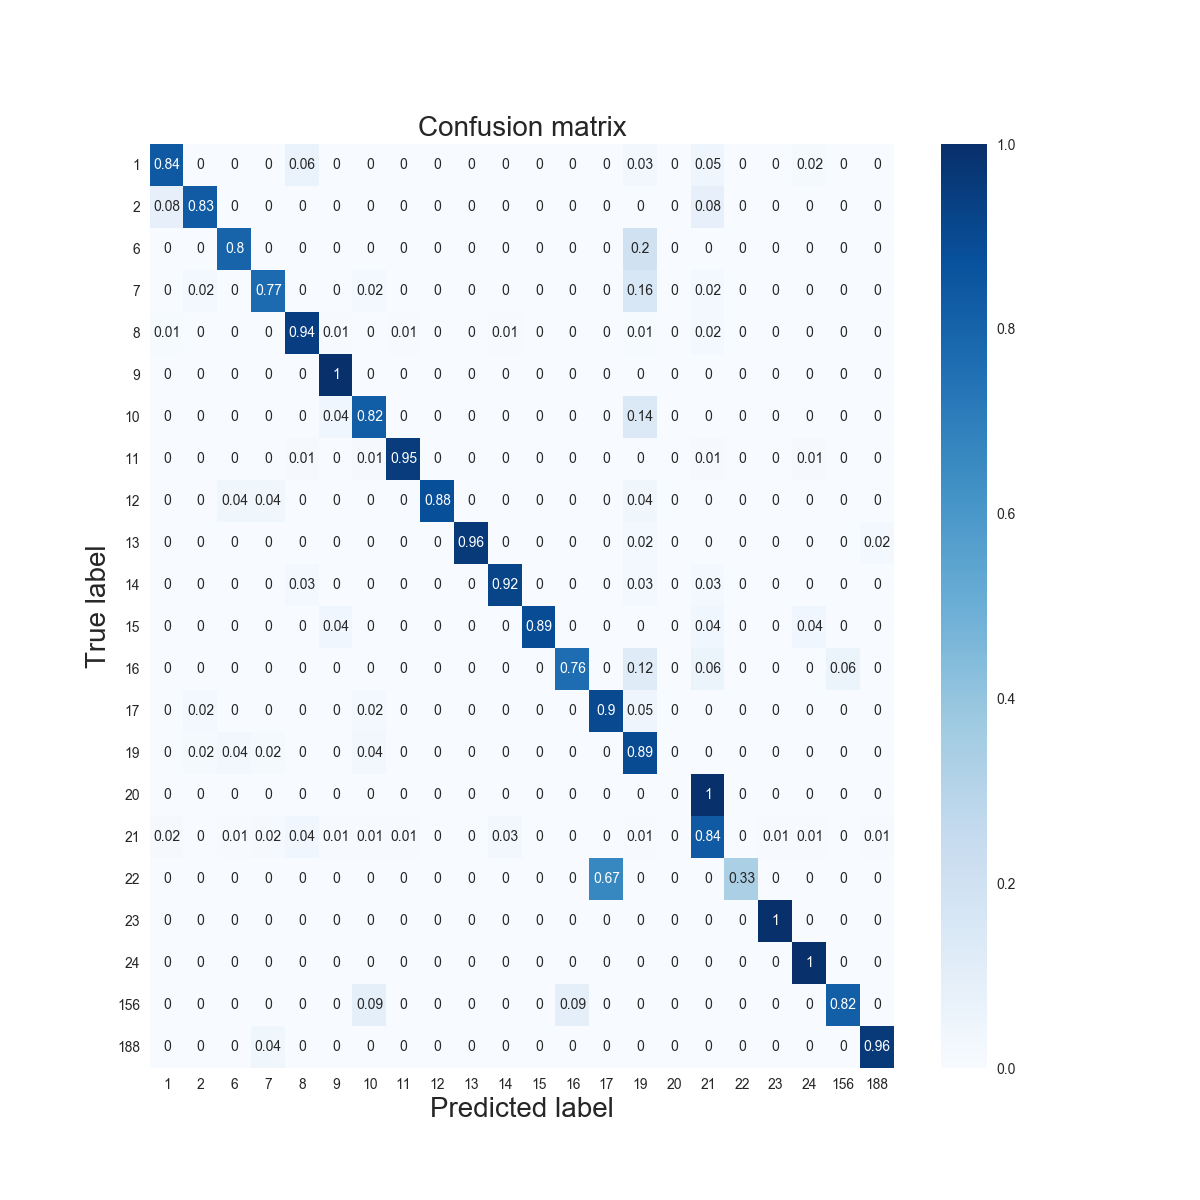 Confusion matrix
1 0.84 0 0 0 0.06 0 0 0 0 0 0 0 0 0 0.03 0 0.05 0 0 0.02 0 0 1.0
2 0.08 0.83 0 0 0 0 0 0 0 0 0 0 0 0 0 0 0.08 0 0 0 0 0
6 0 0 0.8 0 0 0 0 0 0 0 0 0 0 0 0.2 0 0 0 0 0 0 0
7 0 0.02 0 0.77 0 0 0.02 0 0 0 0 0 0 0 0.16 0 0.02 0 0 0 0 0
8 0.01 0 0 0 0.94 0.01 0 0.01 0 0 0.01 0 0 0 0.01 0 0.02 0 0 0 0 0 0.8
9 0 0 0 0 0 1 0 0 0 0 0 0 0 0 0 0 0 0 0 0 0 0
10 0 0 0 0 0 0.04 0.82 0 0 0 0 0 0 0 0.14 0 0 0 0 0 0 0
11 0 0 0 0 0.01 0 0.01 0.95 0 0 0 0 0 0 0 0 0.01 0 0 0.01 0 0
12 0 0 0.04 0.04 0 0 0 0 0.88 0 0 0 0 0 0.04 0 0 0 0 0 0 0 0.6
13 0 0 0 0 0 0 0 0 0 0.96 0 0 0 0 0.02 0 0 0 0 0 0 0.02
14 0 0 0 0 0.03 0 0 0 0 0 0.92 0 0 0 0.03 0 0.03 0 0 0 0 0
15 0 0 0 0 0 0.04 0 0 0 0 0 0.89 0 0 0 0 0.04 0 0 0.04 0 0
16 0 0 0 0 0 0 0 0 0 0 0 0 0.76 0 0.12 0 0.06 0 0 0 0.06 0
17 0 0.02 0 0 0 0 0.02 0 0 0 0 0 0 0.9 0.05 0 0 0 0 0 0 0 0.4
19 0 0.02 0.04 0.02 0 0 0.04 0 0 0 0 0 0 0 0.89 0 0 0 0 0 0 0
20 0 0 0 0 0 0 0 0 0 0 0 0 0 0 0 0 1 0 0 0 0 0
21 0.02 0 0.01 0.02 0.04 0.01 0.01 0.01 0 0 0.03 0 0 0 0.01 0 0.84 0 0.01 0.01 0 0.01
22 0 0 0 0 0 0 0 0 0 0 0 0 0 0.67 0 0 0 0.33 0 0 0 0 0.2
23 0 0 0 0 0 0 0 0 0 0 0 0 0 0 0 0 0 0 1 0 0 0
24 0 0 0 0 0 0 0 0 0 0 0 0 0 0 0 0 0 0 0 1 0 0
156 0 0 0 0 0 0 0.09 0 0 0 0 0 0.09 0 0 0 0 0 0 0 0.82 0
188 0 0 0 0.04 0 0 0 0 0 0 0 0 0 0 0 0 0 0 0 0 0 0.96 0.0
1 2 6 7 8 9 10 11 12 13 14 15 16 17 19 20 21 22 23 24 156 188
Predicted label
True label